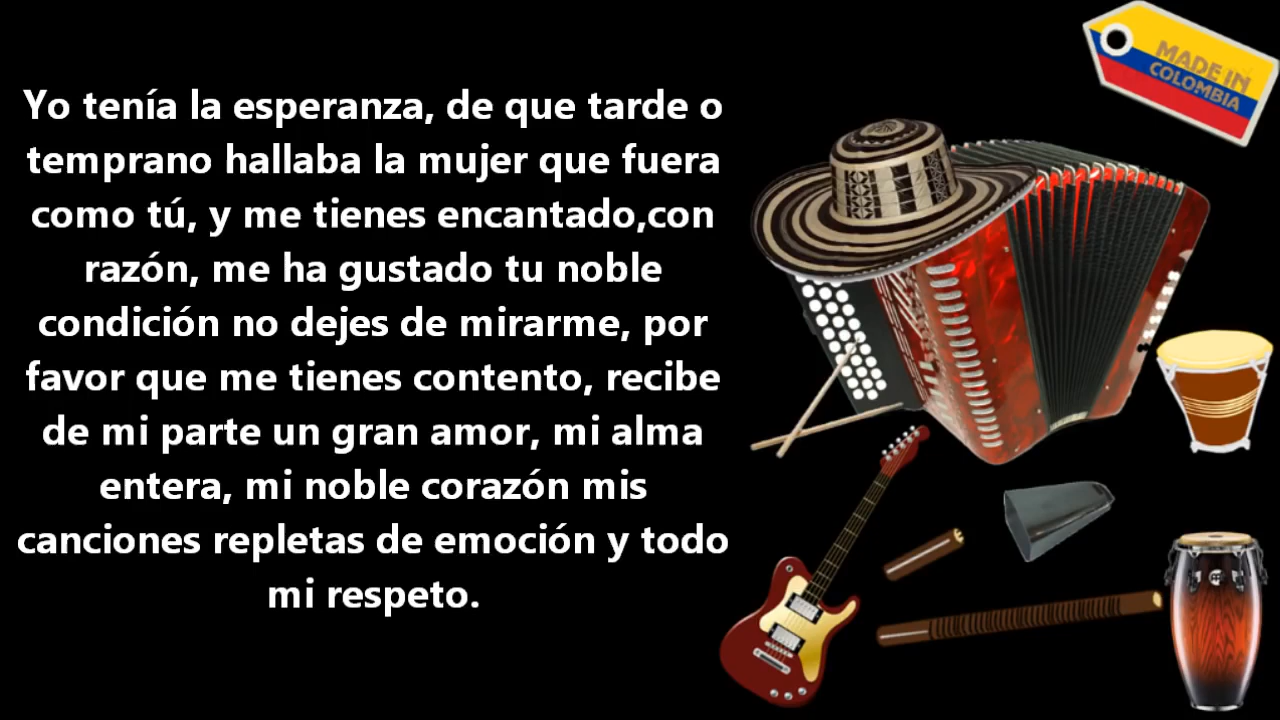 Yo tenía la esperanza, de que tarde o
temprano hallaba la mujer que fuera
como tú, y me tienes encantado,con
razón, me ha gustado tu noble
condición no dejes de mirarme, por
favor que me tienes contento, recibe
de mi parte un gran amor, mi alma
entera, mi noble corazón mis
canciones repletas de emoción y todo
mi respeto.
MADE IN
COLOMBIA